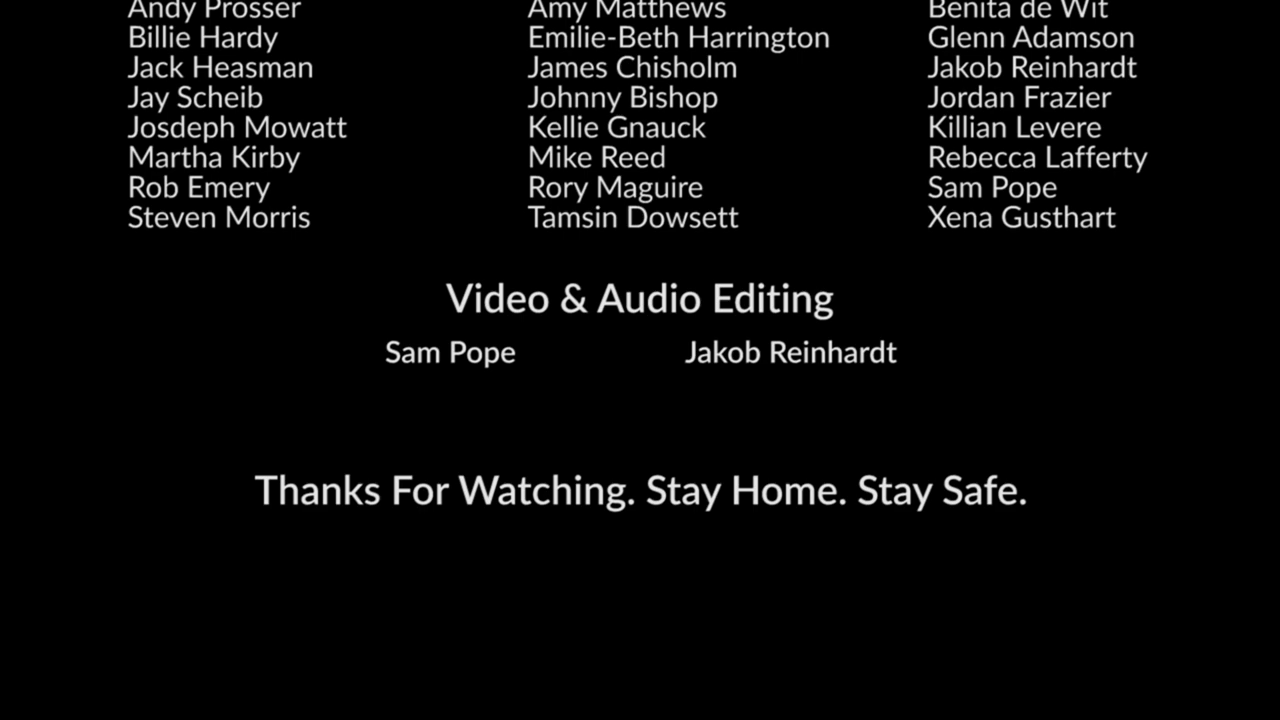 Andy Prosser Amy Matthews Benita de Wit
Billie Hardy Emilie-Beth Harrington Glenn Adamson
Jack Heasman James Chisholm Jakob Reinhardt
Jay Scheib Johnny Bishop Jordan Frazier
Josdeph Mowatt Kellie Gnauck Killian Levere
Martha Kirby Mike Reed Rebecca Lafferty
Rob Emery Rory Maguire Sam Pope
Steven Morris Tamsin Dowsett Xena Gusthart
Video & Audio Editing
Sam Pope Jakob Reinhardt
Thanks For Watching. Stay Home. Stay Safe.